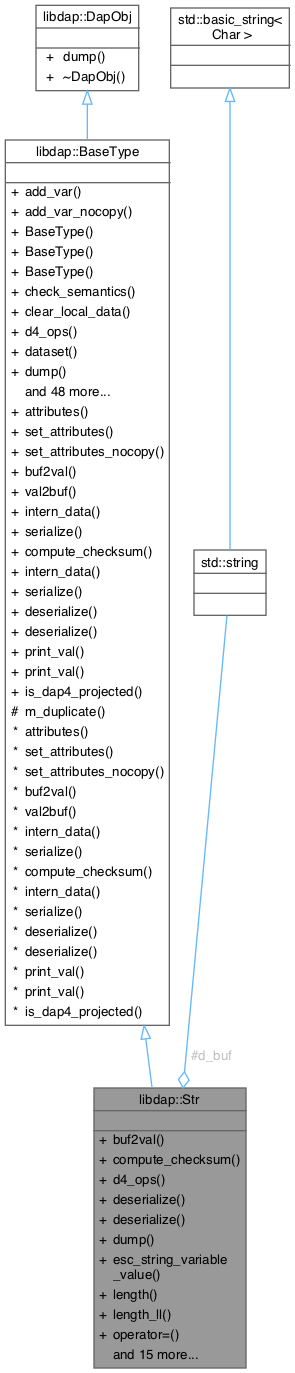 libdap::DapObj
+ dump()
+ ~DapObj()
std::basic_string<
Char >
libdap::BaseType
+ add_var()
+ add_var_nocopy()
+ BaseType()
+ BaseType()
+ BaseType()
+ check_semantics()
+ clear_local_data()
+ d4_ops()
+ dataset()
+ dump()
and 48 more...
+ attributes()
+ set_attributes()
+ set_attributes_nocopy()
+ buf2val()
+ val2buf()
+ intern_data()
+ serialize()
+ compute_checksum()
+ intern_data()
+ serialize()
+ deserialize()
+ deserialize()
+ print_val()
+ print_val()
+ is_dap4_projected()
# m_duplicate()
* attributes()
* set_attributes()
* set_attributes_nocopy()
* buf2val()
* val2buf()
* intern_data()
* serialize()
* compute_checksum()
* intern_data()
* serialize()
* deserialize()
* deserialize()
* print_val()
* print_val()
* is_dap4_projected()
std::string
#d_buf
libdap::Str
+ buf2val()
+ compute_checksum()
+ d4_ops()
+ deserialize()
+ deserialize()
+ dump()
+ esc_string_variable
_value()
+ length()
+ length_ll()
+ operator=()
and 15 more...